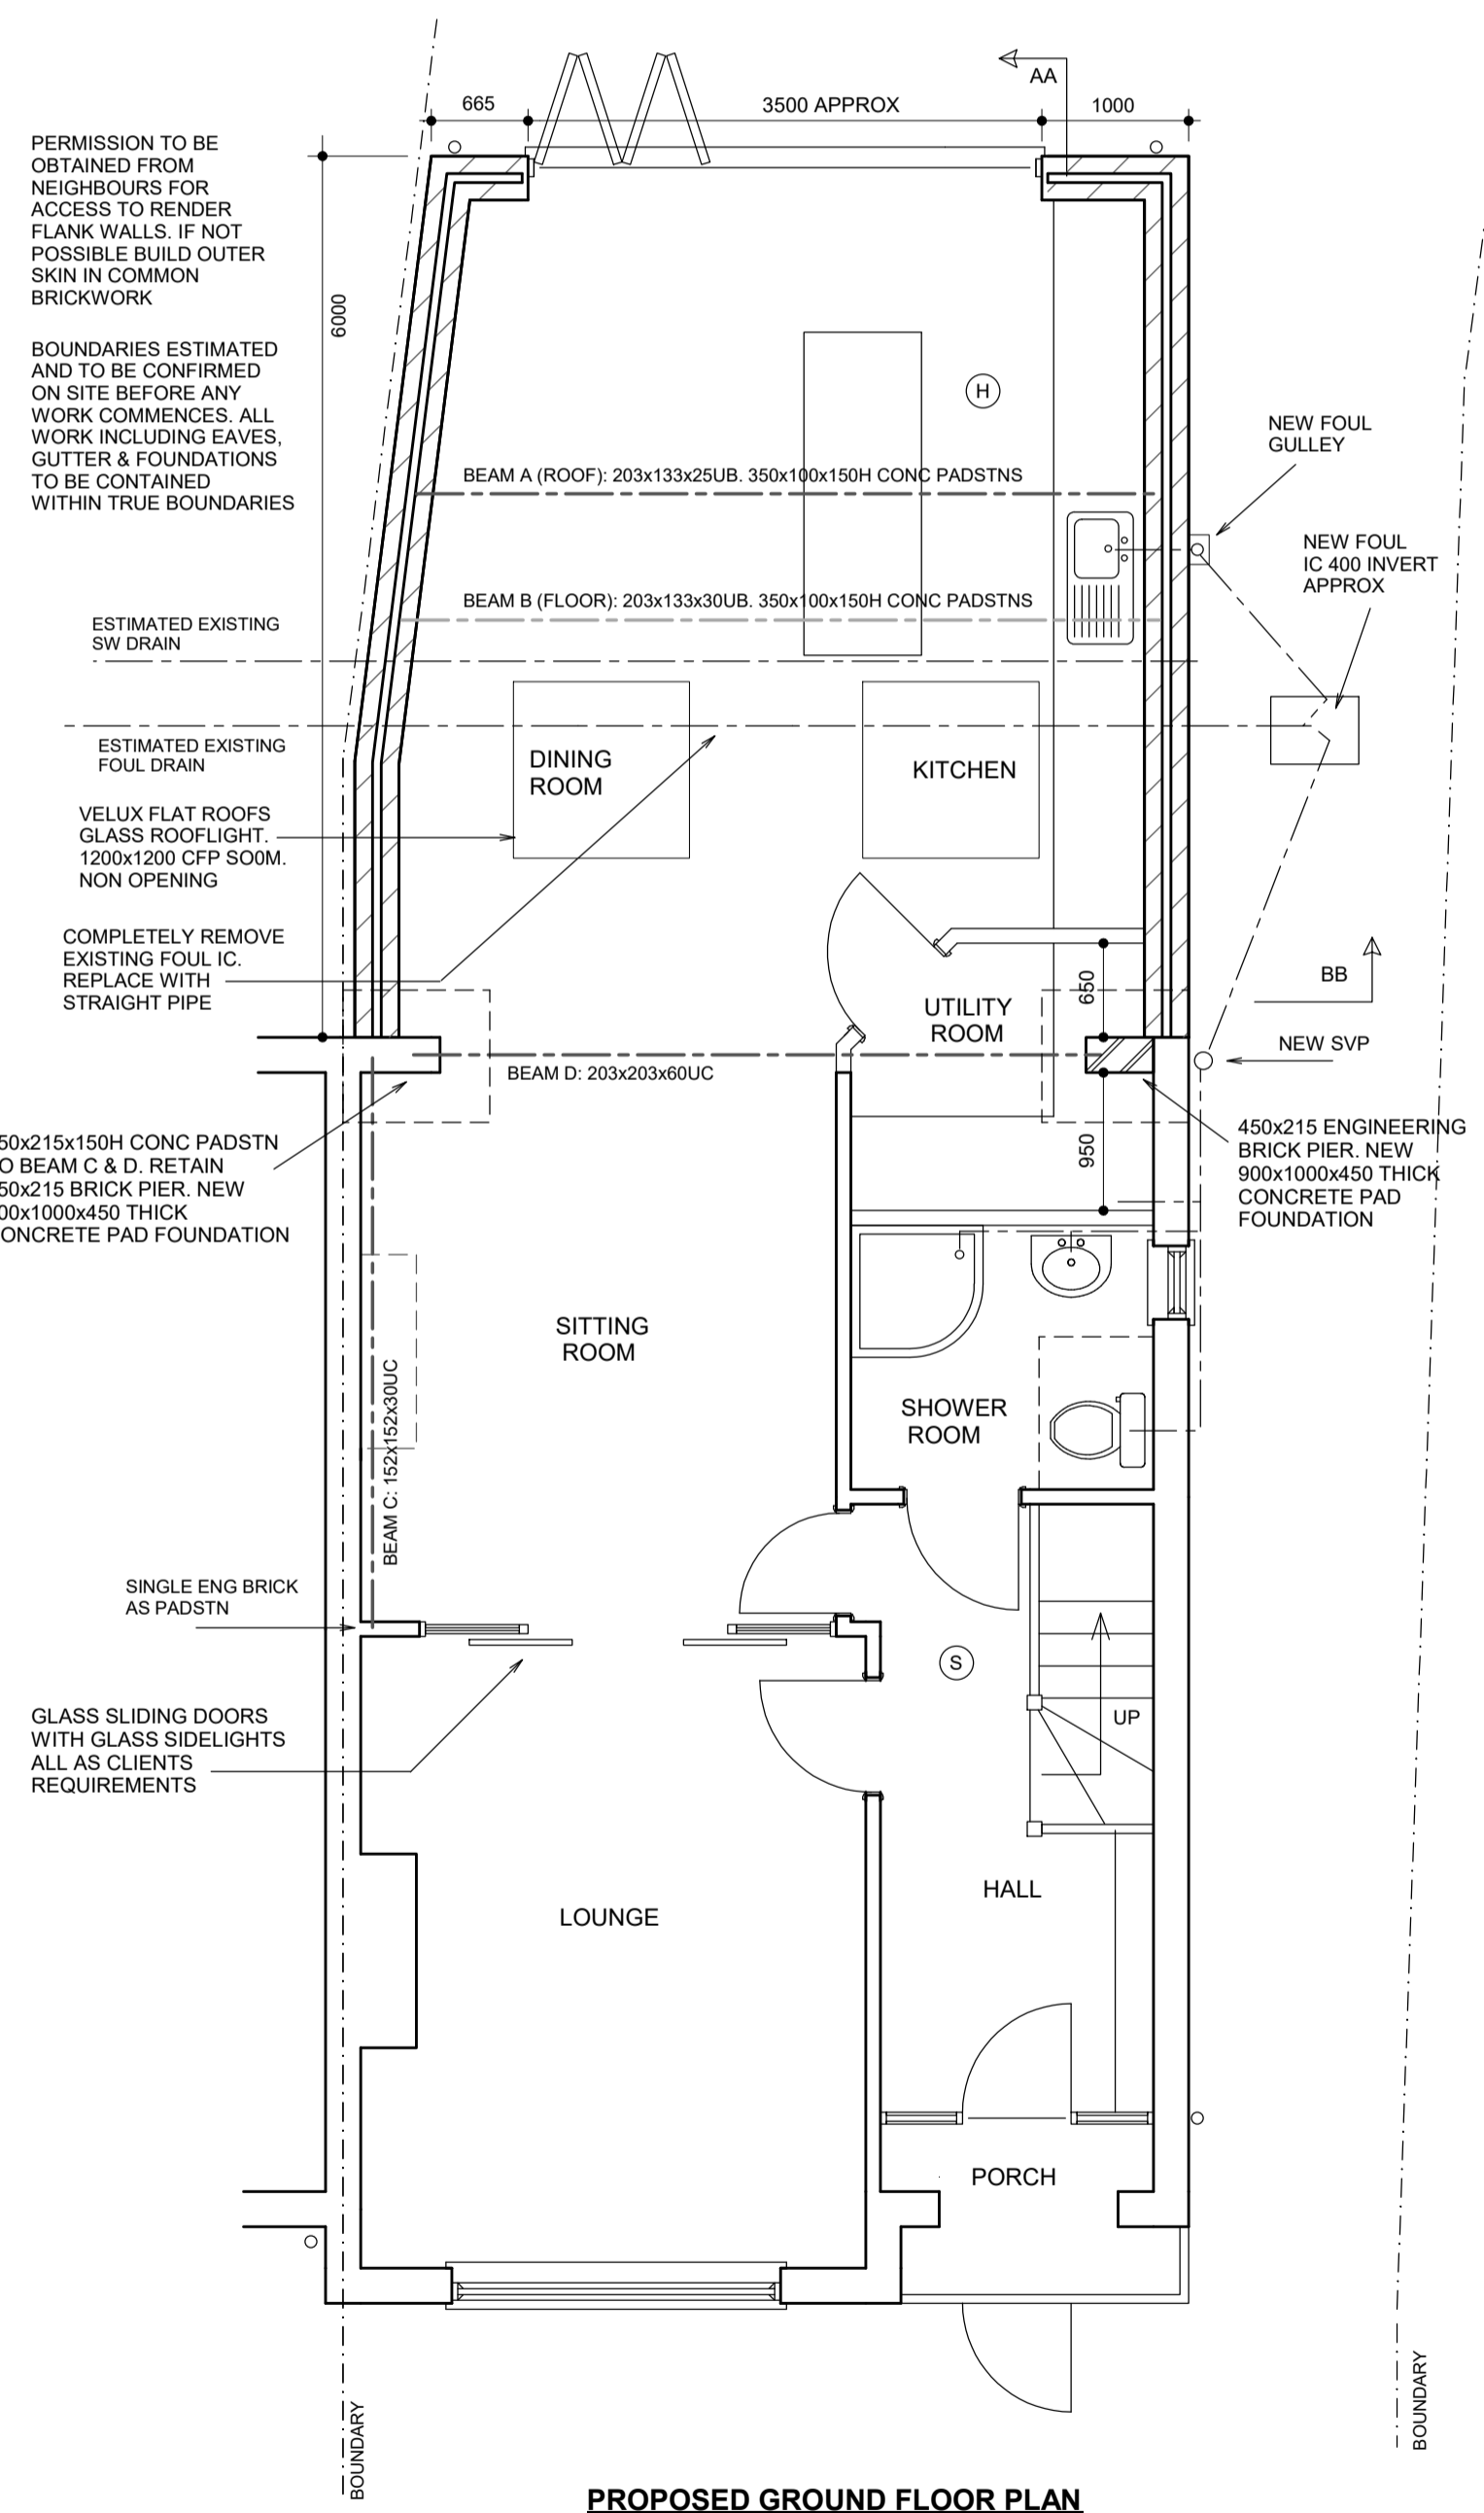 AA
665
3500 APPROX
1000
PERMISSION TO BE
OBTAINED FROM
NEIGHBOURS FOR
ACCESS TO RENDER
FLANK WALLS. IF NOT
POSSIBLE BUILD OUTER
SKIN IN COMMON
BRICKWORK
6000
BOUNDARIES ESTIMATED
AND TO BE CONFIRMED
ON SITE BEFORE ANY
WORK COMMENCES. ALL
WORK INCLUDING EAVES,
GUTTER & FOUNDATIONS
TO BE CONTAINED
WITHIN TRUE BOUNDARIES
H
NEW FOUL
GULLEY
BEAM A (ROOF): 203x133x25UB. 350x100x150H CONC PADSTNS
NEW FOUL
IC 400 INVERT
APPROX
BEAM B (FLOOR): 203x133x30UB. 350x100x150H CONC PADSTNS
ESTIMATED EXISTING
SW DRAIN
ESTIMATED EXISTING
FOUL DRAIN
DINING
ROOM
KITCHEN
VELUX FLAT ROOFS
GLASS ROOFLIGHT.
1200x1200 CFP SO0M.
NON OPENING
COMPLETELY REMOVE
EXISTING FOUL IC.
REPLACE WITH
STRAIGHT PIPE
650
BB
UTILITY
ROOM
NEW SVP
BEAM D: 203x203x60UC
50x215x150H CONC PADSTN
O BEAM C & D. RETAIN
50x215 BRICK PIER. NEW
00x1000x450 THICK
ONCRETE PAD FOUNDATION
950
450x215 ENGINEERING
BRICK PIER. NEW
900x1000x450 THICK
CONCRETE PAD
FOUNDATION
SITTING
ROOM
BEAM C: 152x152x30UC
SHOWER
ROOM
SINGLE ENG BRICK
AS PADSTN
S
GLASS SLIDING DOORS
WITH GLASS SIDELIGHTS
ALL AS CLIENTS
REQUIREMENTS
UP
HALL
LOUNGE
PORCH
BOUNDARY
BOUNDARY
PROPOSED GROUND FLOOR PLAN